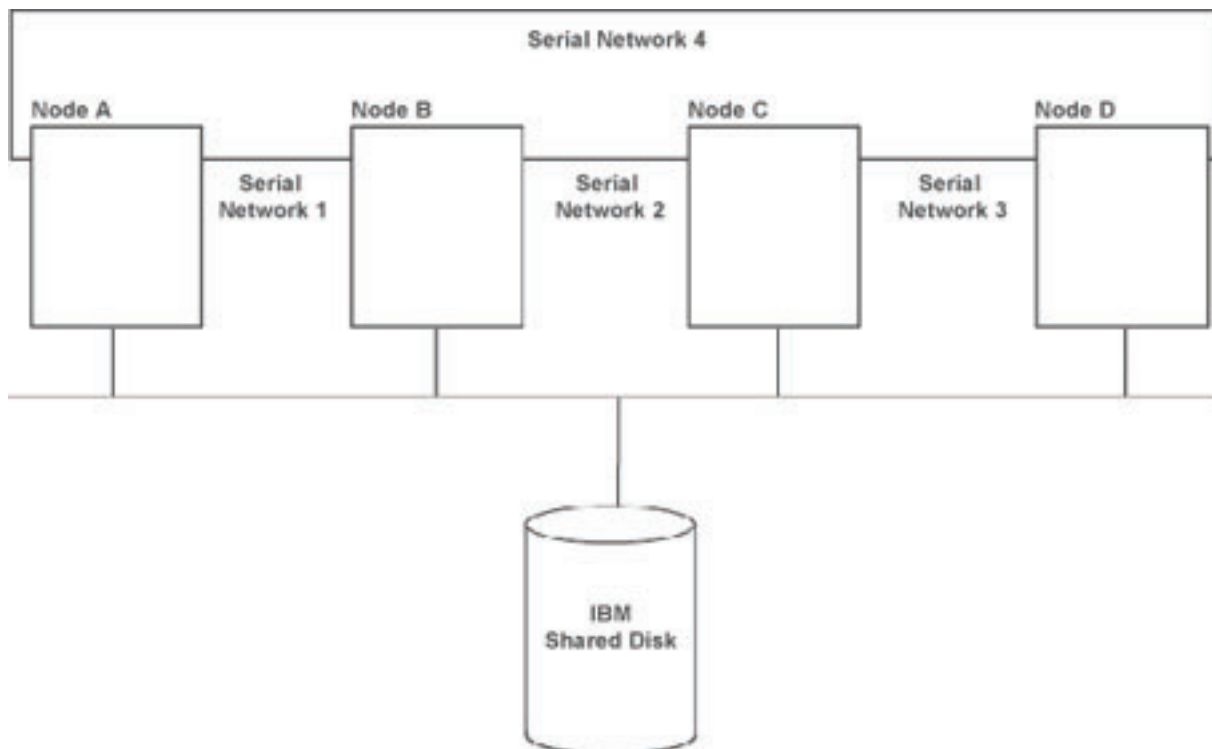 Serial Network 4
Node A
Node B
Node C
Node D
Serial
Network 1
Serial
Network 2
Serial
Network 3
IBM
Shared Disk